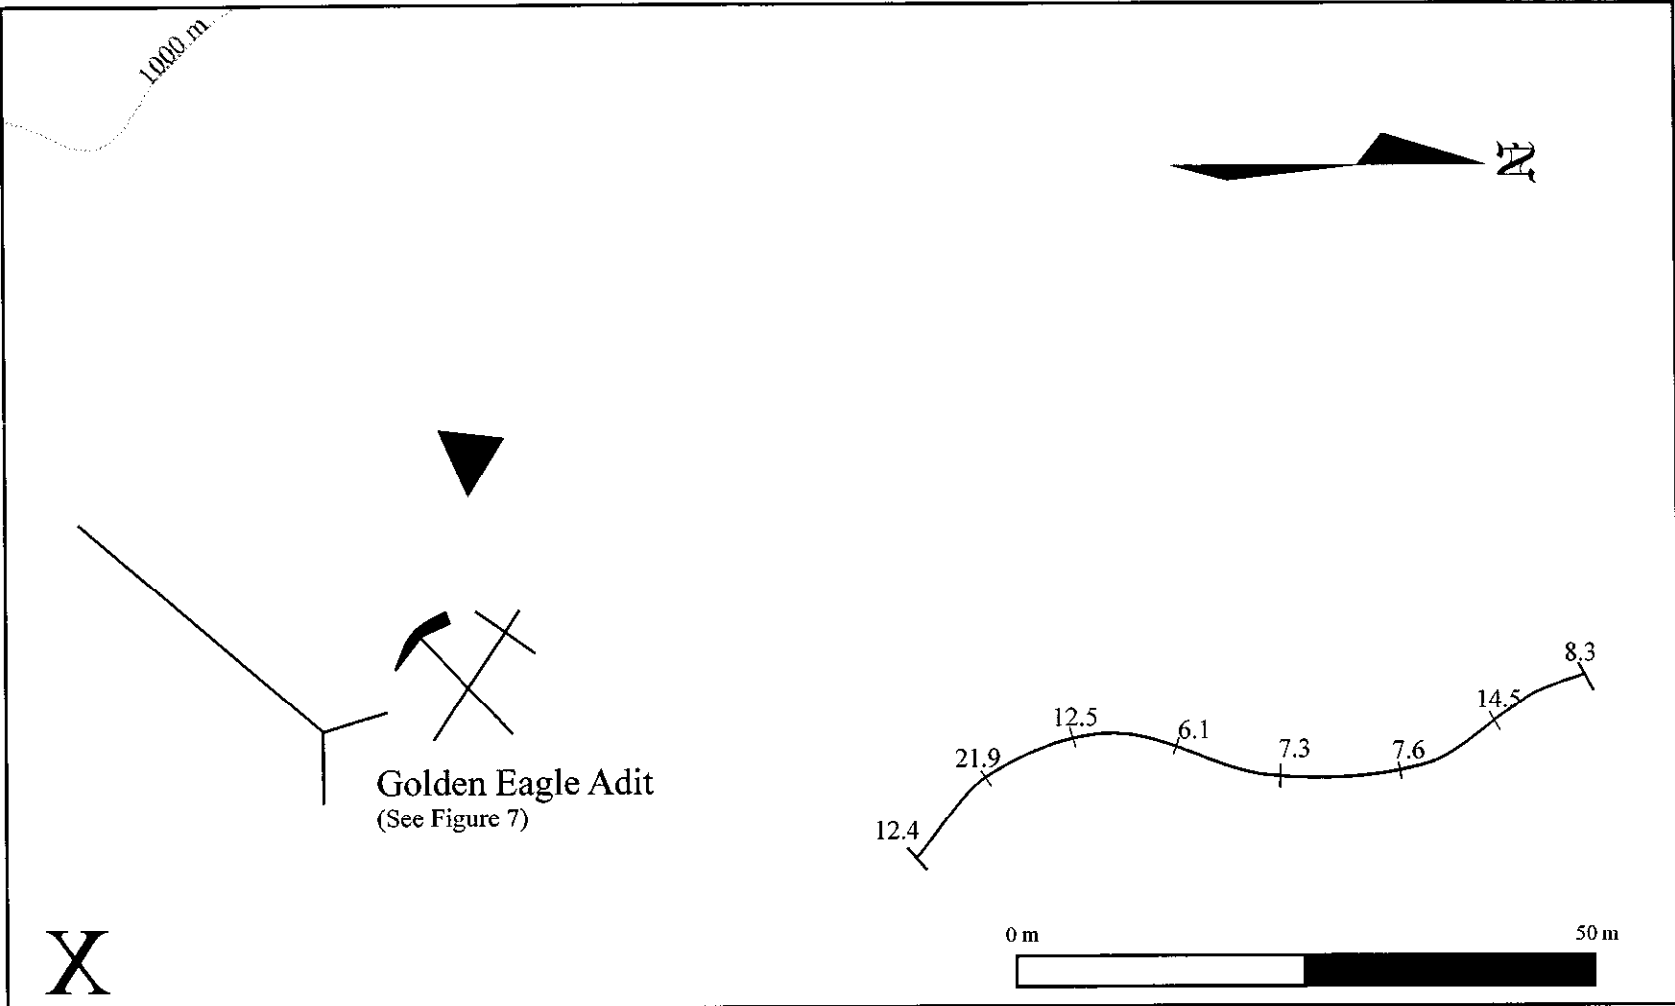 1000 m
N
8.3
14.5
12.5
6.1
7.3
7.6
21.9
12.4
Golden Eagle Adit
(See Figure 7)
0 m 50 m
X